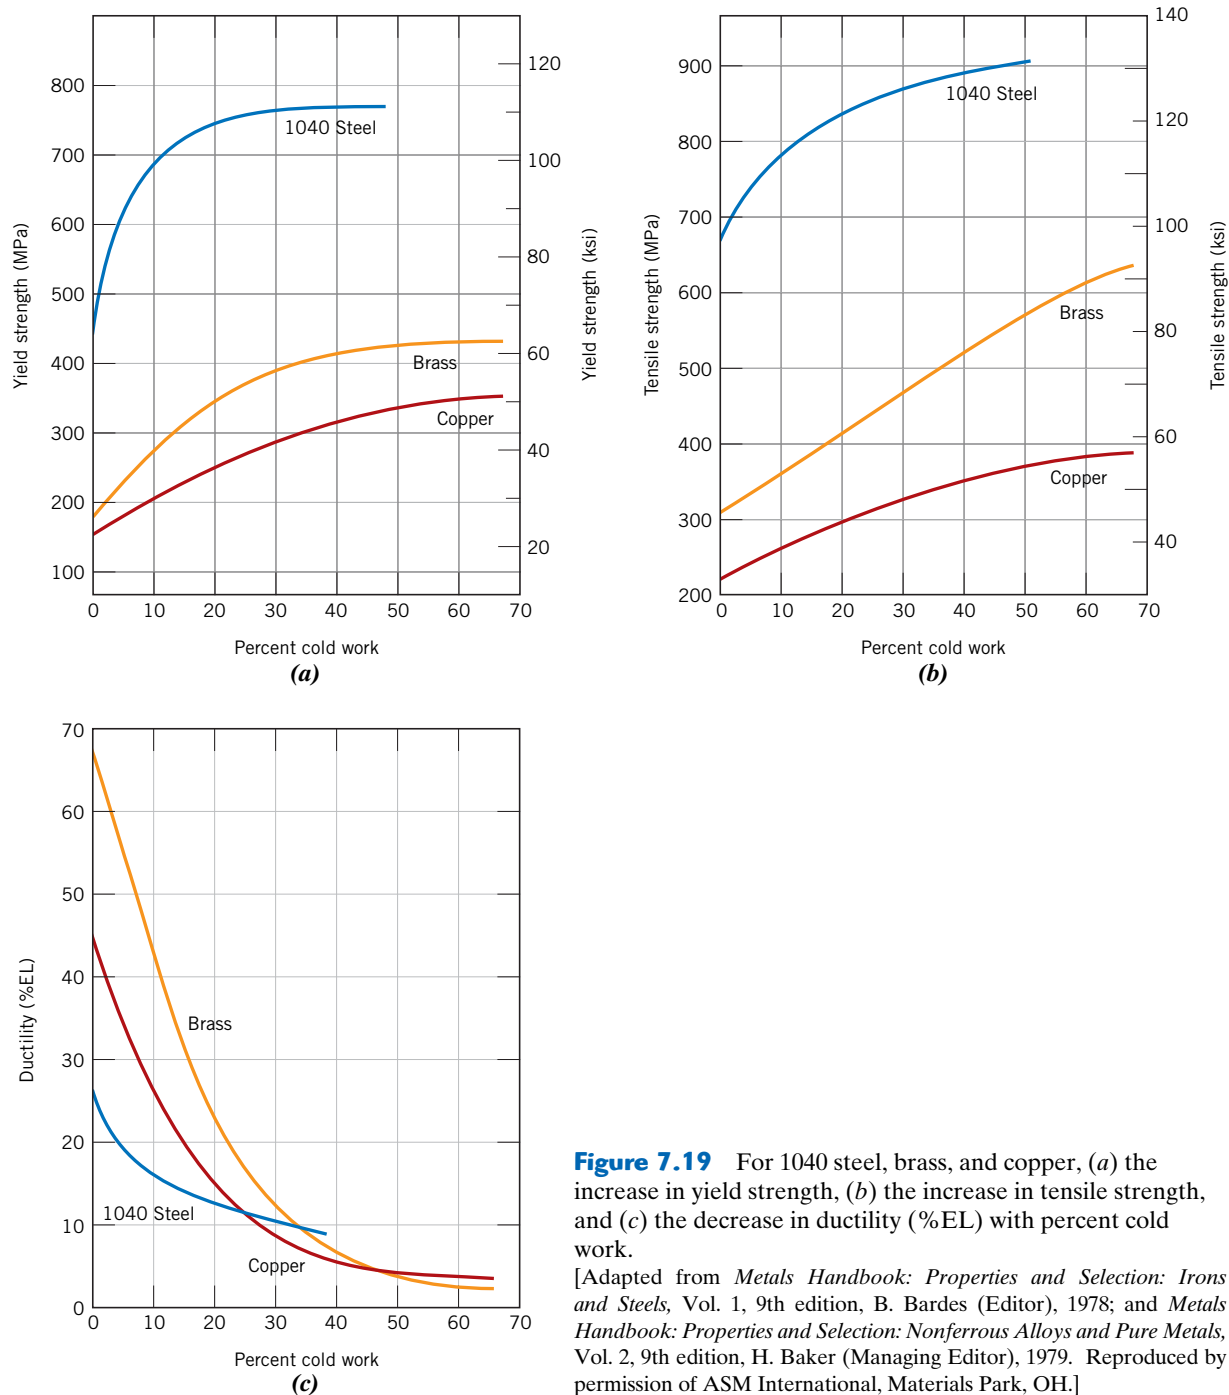 Yield strength (MPa)
800
700
600
500
400
300
200
100
120
100
80
60
40
20
Yield strength (ksi)
1040 Steel
Brass
Copper
0 10 20 30 40 50 60 70
Percent cold work
(a)
Tensile strength (MPa)
900
800
700
600
500
400
300
200
140
120
100
80
60
40
Tensile strength (ksi)
1040 Steel
Brass
Copper
0 10 20 30 40 50 60 70
Percent cold work
(b)
Ductility (%EL)
70
60
50
40
30
20
10
0
Brass
1040 Steel
Copper
0 10 20 30 40 50 60 70
Percent cold work
(c)
Figure 7.19 For 1040 steel, brass, and copper, (a) the
increase in yield strength, (b) the increase in tensile strength,
and (c) the decrease in ductility (%EL) with percent cold
work.
[Adapted from Metals Handbook: Properties and Selection: Irons
and Steels, Vol. 1, 9th edition, B. Bardes (Editor), 1978; and Metals
Handbook: Properties and Selection: Nonferrous Alloys and Pure Metals,
Vol. 2, 9th edition, H. Baker (Managing Editor), 1979. Reproduced by
permission of ASM International, Materials Park, OH.]